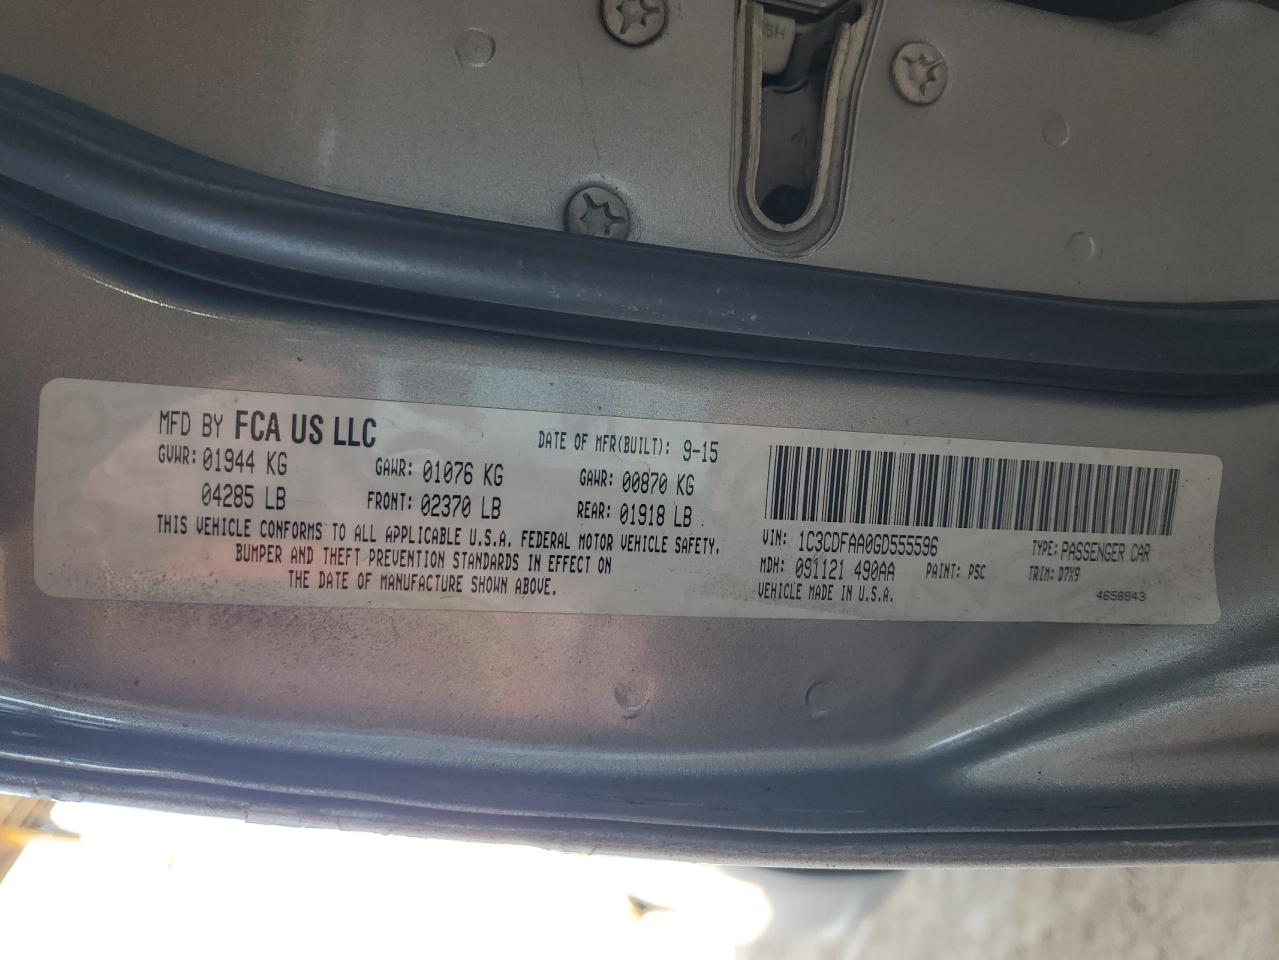 SH
MFD BY FCA US LLC
DATE OF MFR(BUILT): 9-15
GVWR: 01944 KG
04285 LB
GAWR: 01076 KG
FRONT: 02370 LB
GAWR: 00870 KG
REAR: 01918 LB
THIS VEHICLE CONFORMS TO ALL APPLICABLE U.S.A. FEDERAL MOTOR VEHICLE SAFETY,
BUMPER AND THEFT PREVENTION STANDARDS IN EFFECT ON
THE DATE OF MANUFACTURE SHOWN ABOVE.
VIN: 1C3CDFAA0GD555596
TYPE: PASSENGER CAR
MDH: 091121 490AA
PAINT: PSC
TRIM: D7X9
VEHICLE MADE IN U.S.A.
4658843